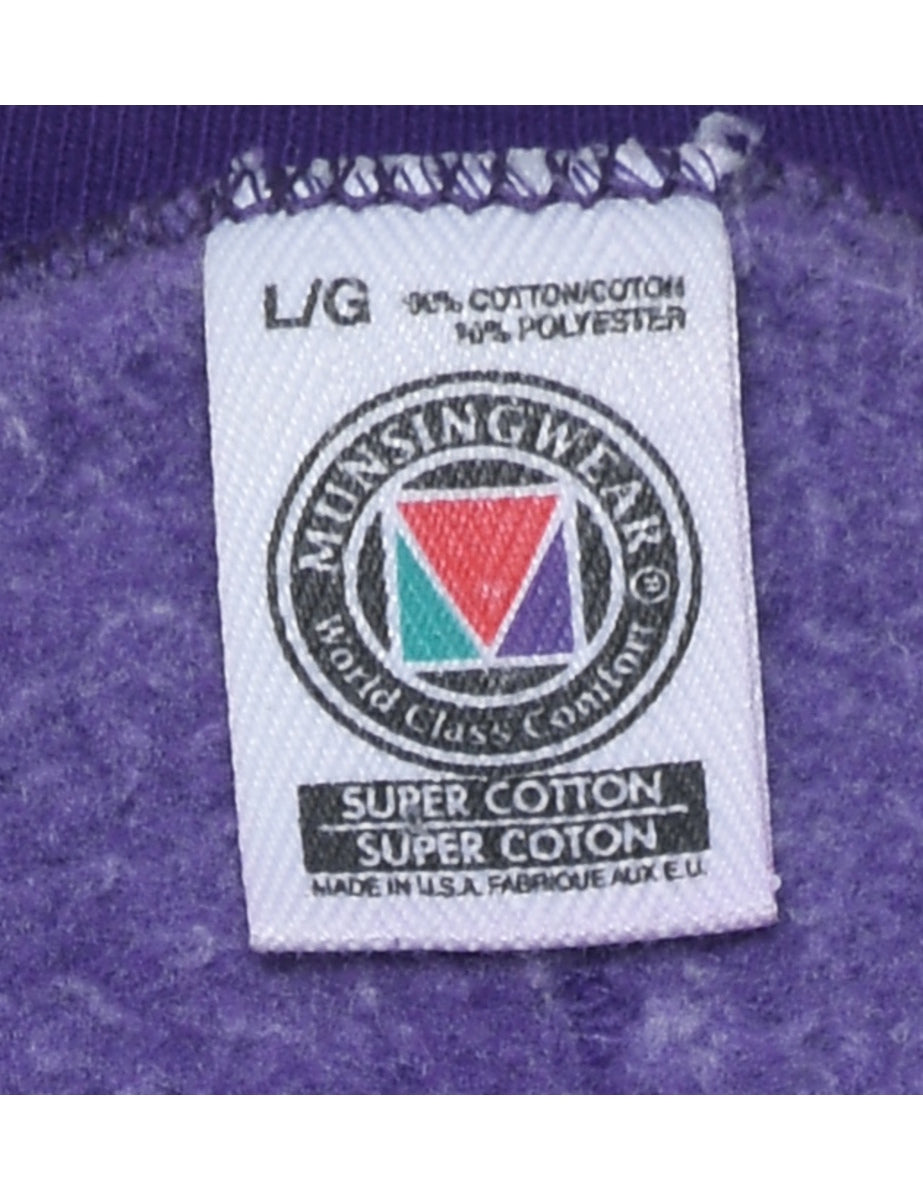 L/G
90% COTTON/COTON
10% POLYESTER
MUNSINGWEAR®
World Class Comfort
SUPER COTTON
SUPER COTON
MADE IN U.S.A. FABRIQUE AUX E.U.